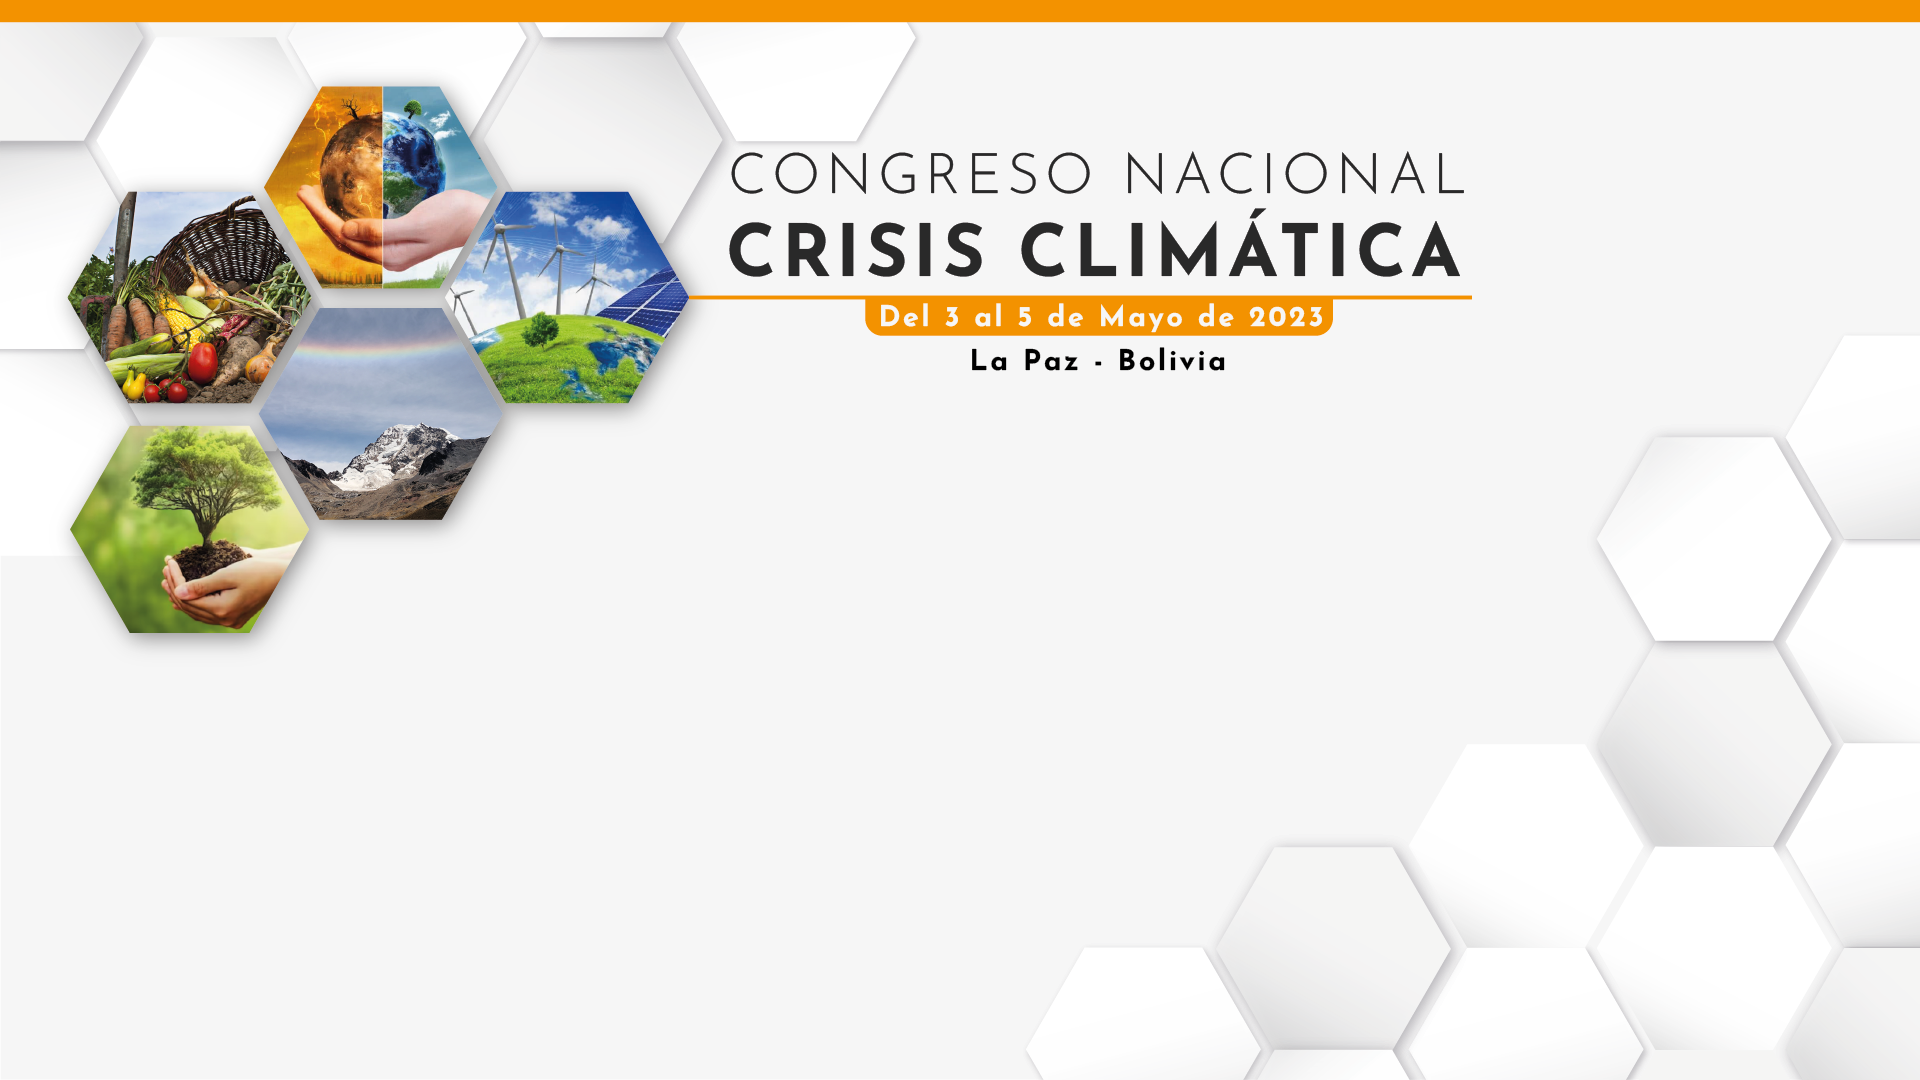 CONGRESO NACIONAL
CRISIS CLIMÁTICA
Del 3 al 5 de Mayo de 2023
La Paz - Bolivia